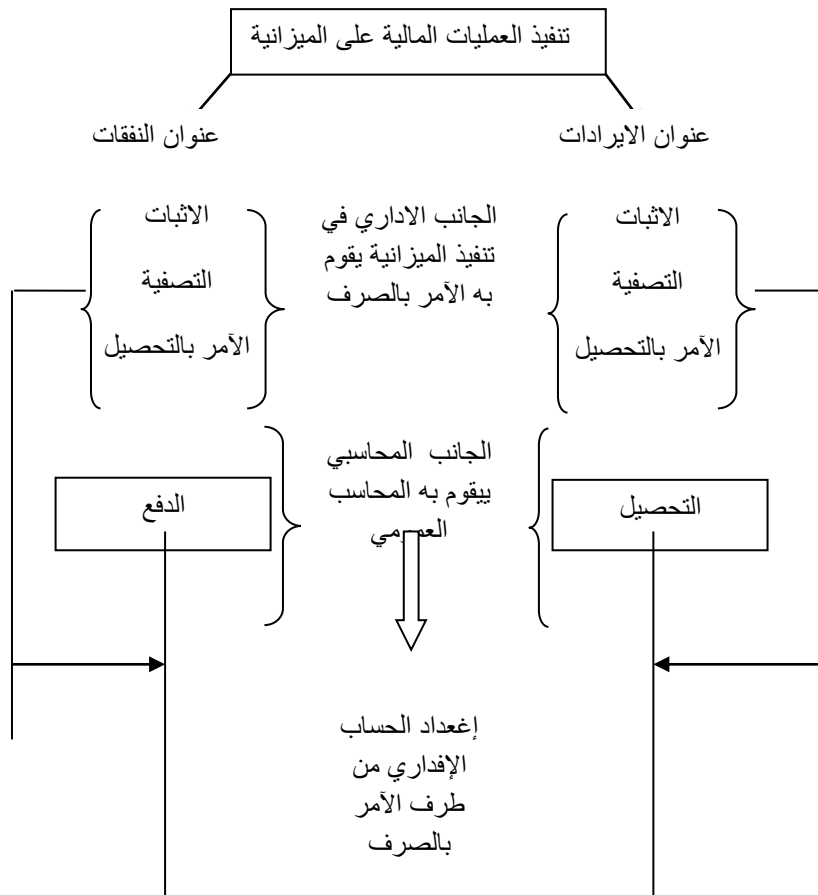 تنفيذ العمليات المالية على الميزانية
عنوان الايرادات
عنوان النفقات
الاثبات
التصفية
الآمر بالتحصيل
الجانب الاداري في
تنفيذ الميزانية يقوم
به الآمر بالصرف
الاثبات
التصفية
الآمر بالتحصيل
التحصيل
الجانب المحاسبي
ييقوم به المحاسب
العمومي
الدفع
إغعداد الحساب
الإفداري من
طرف الآمر
بالصرف